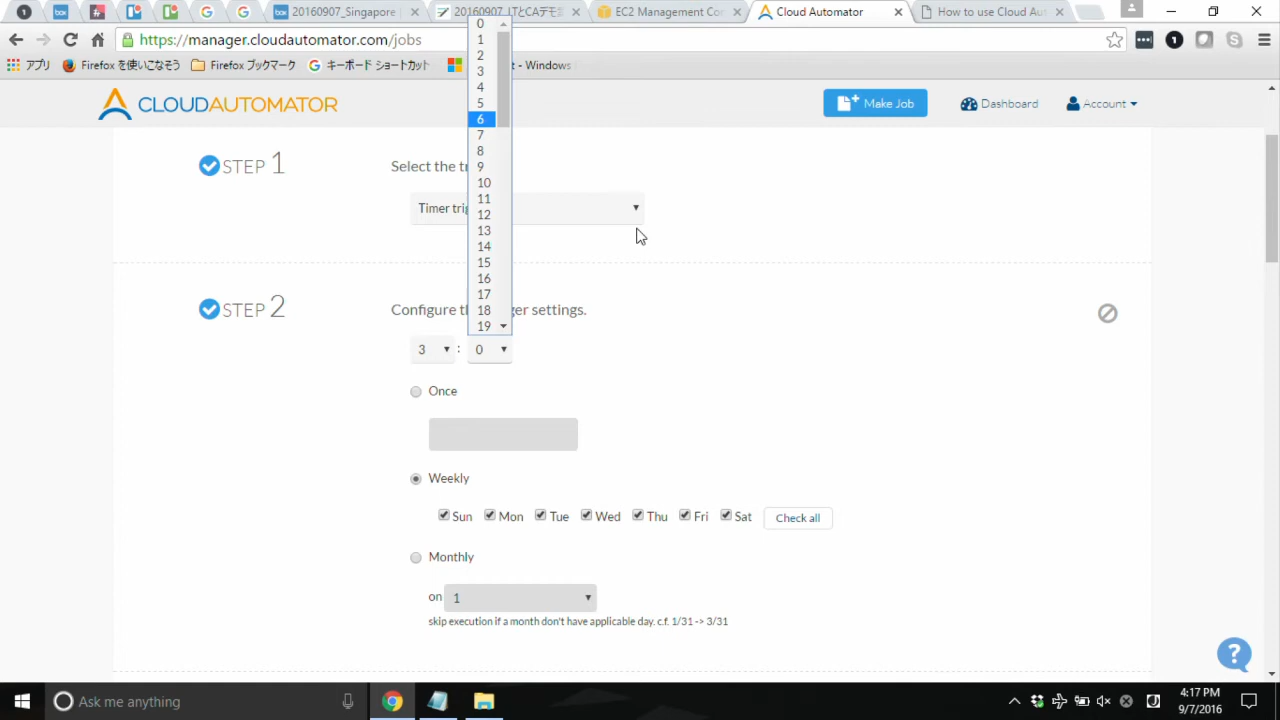 20160907_Singapore
20160907_LTとCAデモ
EC2 Management Con
Cloud Automator
How to use Cloud Aut
https://manager.cloudautomator.com/jobs
アプリ
Firefox を使いこなそう
Firefox ブックマーク
キーボード ショートカット
t - Windows
CLOUDAUTOMATOR
Make Job
Dashboard
Account
0
1
2
3
4
5
6
7
8
9
10
11
12
13
14
15
16
17
18
19
STEP 1
Select the tr
Timer trig
STEP 2
Configure th
ger settings.
3 : 0
Once
Weekly
Sun Mon Tue Wed Thu Fri Sat Check all
Monthly
on 1
skip execution if a month don't have applicable day. c.f. 1/31 -> 3/31
?
Ask me anything
4:17 PM
9/7/2016